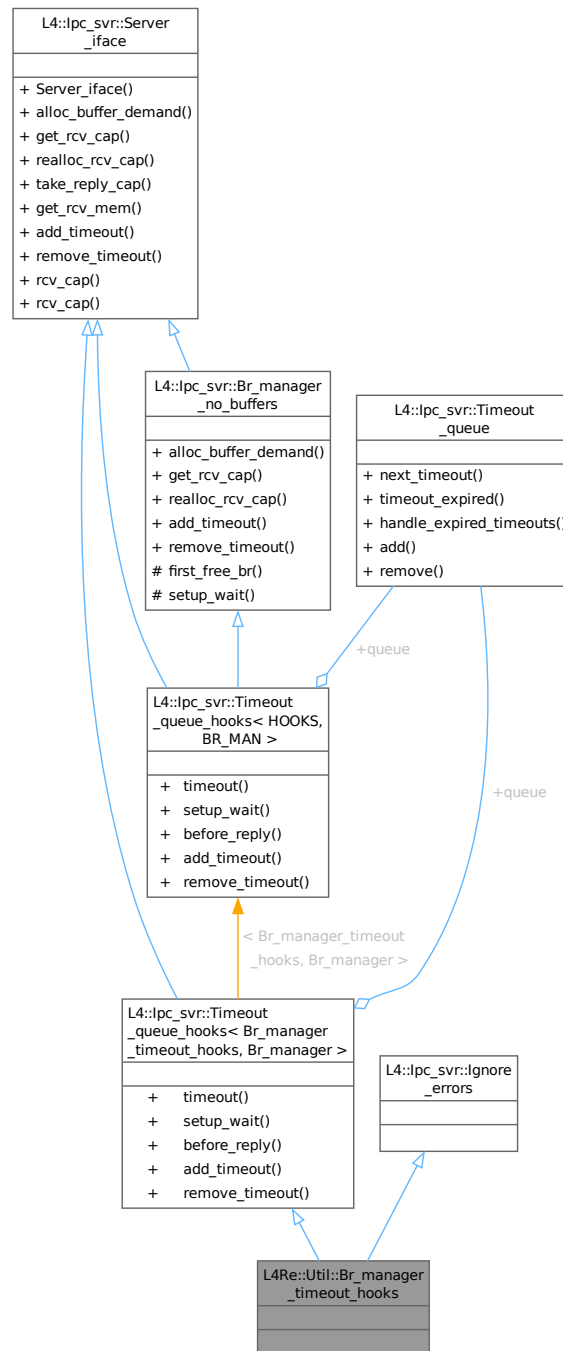 L4::Ipc_svr::Server
_iface
+ Server_iface()
+ alloc_buffer_demand()
+ get_rcv_cap()
+ realloc_rcv_cap()
+ take_reply_cap()
+ get_rcv_mem()
+ add_timeout()
+ remove_timeout()
+ rcv_cap()
+ rcv_cap()
L4::Ipc_svr::Br_manager
_no_buffers
+ alloc_buffer_demand()
+ get_rcv_cap()
+ realloc_rcv_cap()
+ add_timeout()
+ remove_timeout()
# first_free_br()
# setup_wait()
L4::Ipc_svr::Timeout
_queue
+ next_timeout()
+ timeout_expired()
+ handle_expired_timeouts()
+ add()
+ remove()
+queue
L4::Ipc_svr::Timeout
_queue_hooks< HOOKS,
BR_MAN >
+ timeout()
+ setup_wait()
+ before_reply()
+ add_timeout()
+ remove_timeout()
+queue
< Br_manager_timeout
_hooks, Br_manager >
L4::Ipc_svr::Timeout
_queue_hooks< Br_manager
_timeout_hooks, Br_manager >
+ timeout()
+ setup_wait()
+ before_reply()
+ add_timeout()
+ remove_timeout()
L4::Ipc_svr::Ignore
_errors
L4Re::Util::Br_manager
_timeout_hooks